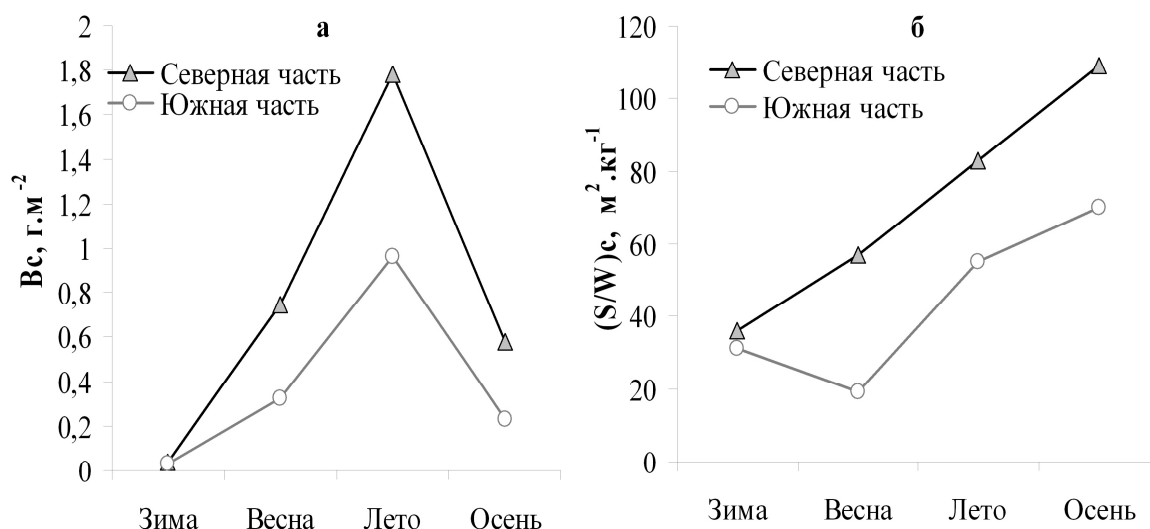 а
Северная часть
Южная часть
Вс, г.м-2
2
1,8
1,6
1,4
1,2
1
0,8
0,6
0,4
0,2
0
Зима Весна Лето Осень
б
Северная часть
Южная часть
(S/W)с, м2.кг-1
120
100
80
60
40
20
0
Зима Весна Лето Осень